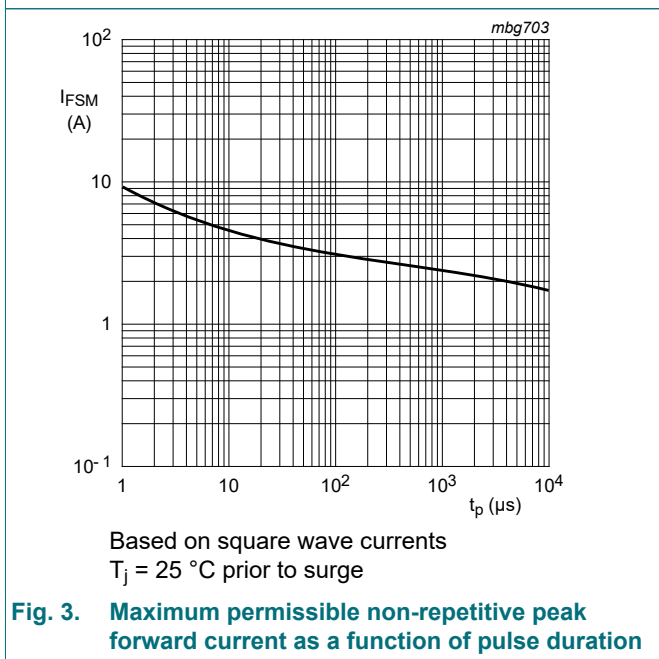 mbg703
10²
I_FSM
(A)
10
1
10⁻¹
1
10
10²
10³
10⁴
t_p (μs)
Based on square wave currents
T_j = 25 °C prior to surge
Fig. 3. Maximum permissible non-repetitive peak
forward current as a function of pulse duration